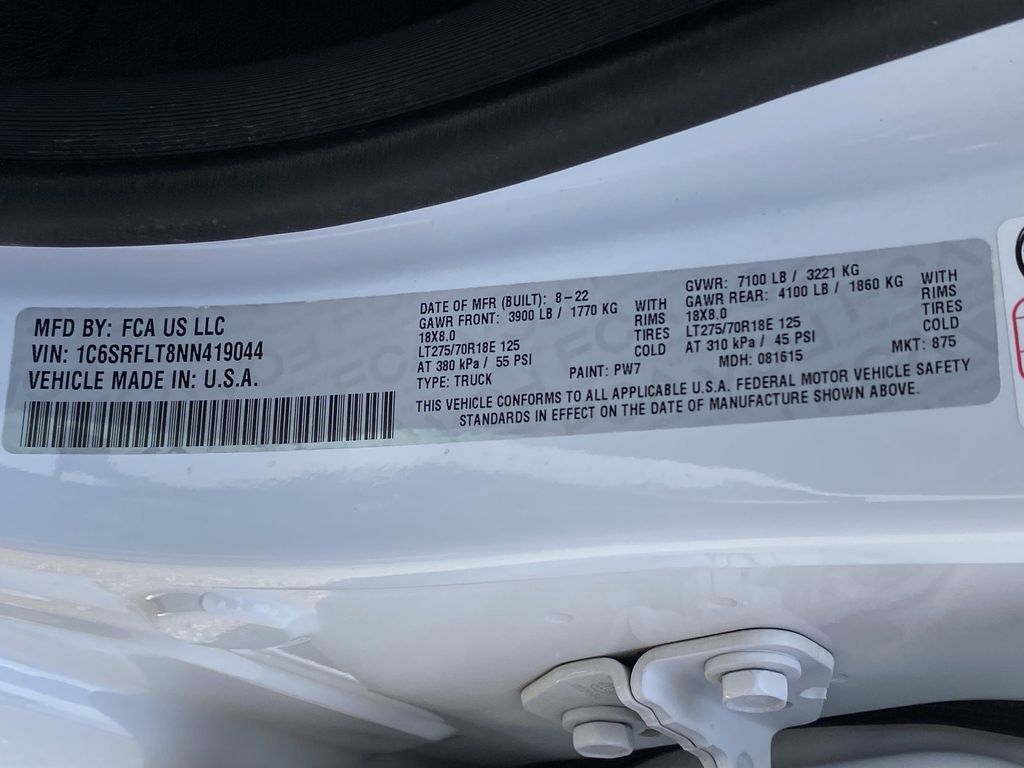 MFD BY: FCA US LLC
VIN: 1C6SRFLT8NN419044
VEHICLE MADE IN: U.S.A.
DATE OF MFR (BUILT): 8-22
GAWR FRONT: 3900 LB / 1770 KG WITH
18X8.0 RIMS
LT275/70R18E 125 TIRES
AT 380 kPa / 55 PSI COLD
TYPE: TRUCK PAINT: PW7
GVWR: 7100 LB / 3221 KG
GAWR REAR: 4100 LB / 1860 KG WITH
18X8.0 RIMS
LT275/70R18E 125 TIRES
AT 310 kPa / 45 PSI COLD
MDH: 081615 MKT: 875
THIS VEHICLE CONFORMS TO ALL APPLICABLE U.S.A. FEDERAL MOTOR VEHICLE SAFETY
STANDARDS IN EFFECT ON THE DATE OF MANUFACTURE SHOWN ABOVE.